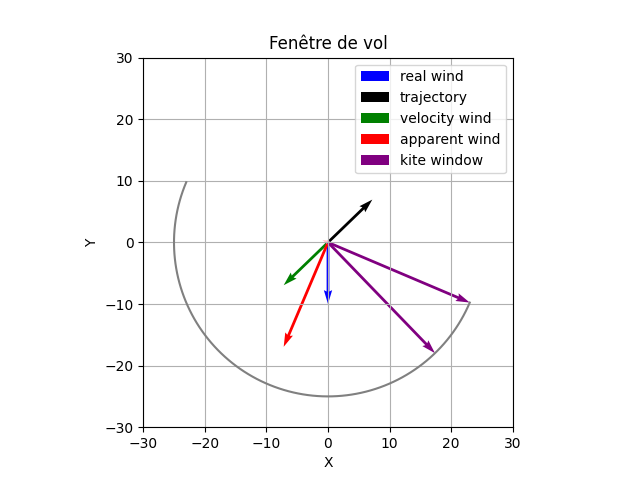 Fenêtre de vol
real wind
trajectory
velocity wind
apparent wind
kite window
30
20
10
0
−10
−20
−30
Y
−30 −20 −10 0 10 20 30
X